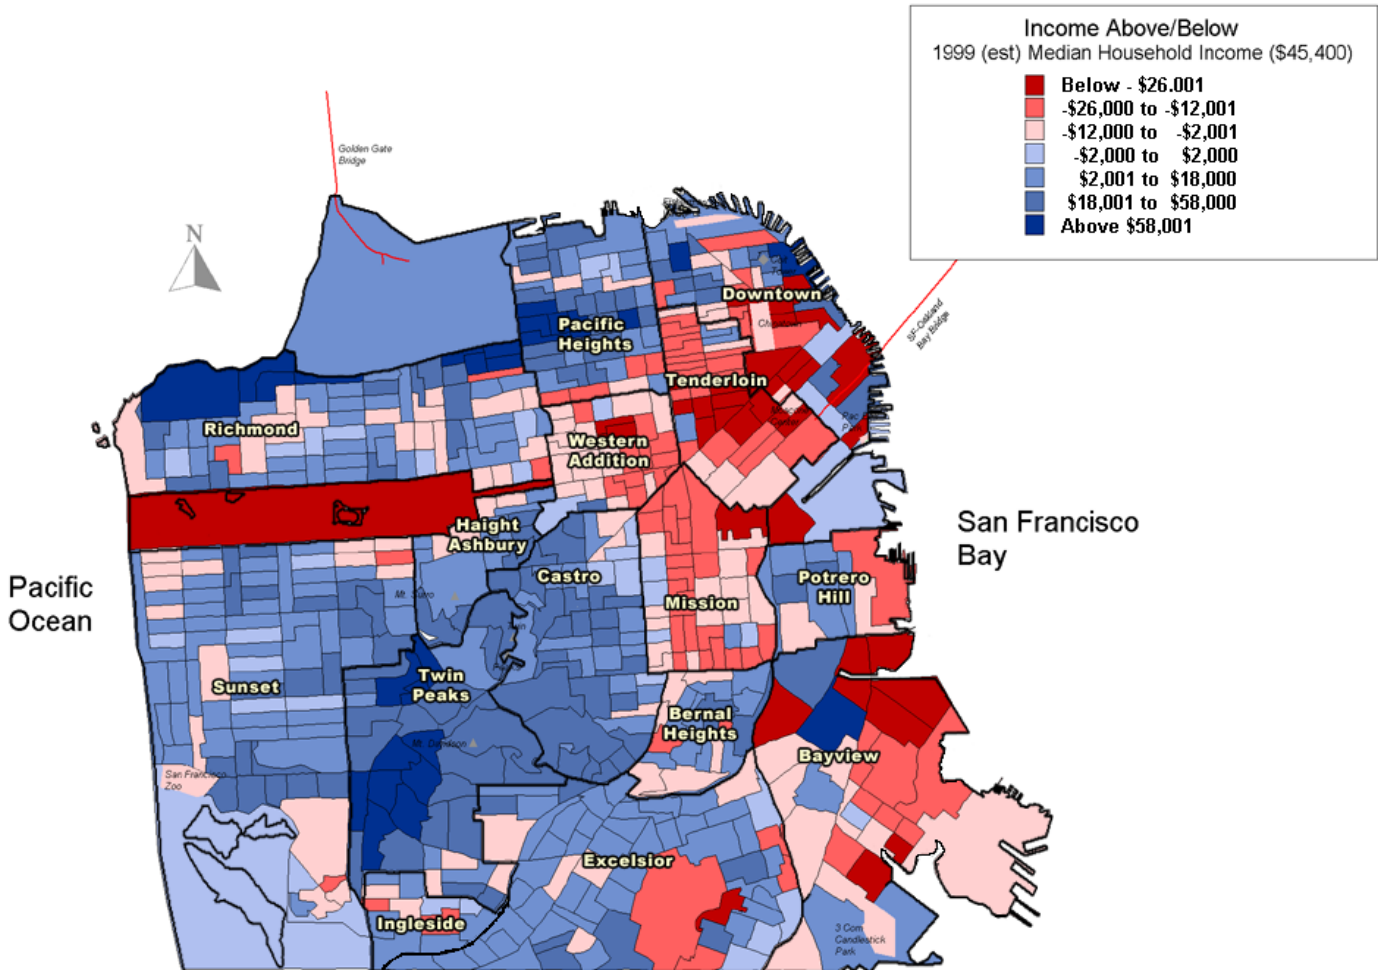 Income Above/Below
1999 (est) Median Household Income ($45,400)
Below - $26.001
-$26,000 to -$12,001
-$12,000 to -$2,001
-$2,000 to $2,000
$2,001 to $18,000
$18,001 to $58,000
Above $58,001
Golden Gate
Bridge
N
SF-Oakland
Bay Bridge
Downtown
Pacific
Heights
Tenderloin
Richmond
Western
Addition
Haight
Ashbury
San Francisco
Bay
Castro
Potrero
Hill
Pacific
Ocean
Mission
Twin
Peaks
Sunset
Bernal
Heights
Mt. Davidson
Bayview
San Francisco
Zoo
Excelsior
Ingleside
3 Com
Candlestick
Park